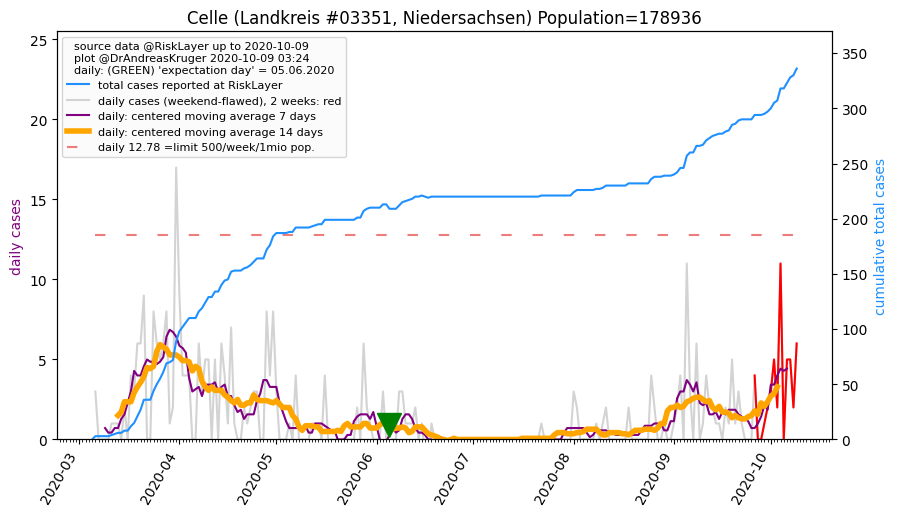 Celle (Landkreis #03351, Niedersachsen) Population=178936
source data @RiskLayer up to 2020-10-09
plot @DrAndreasKruger 2020-10-09 03:24
daily: (GREEN) 'expectation day' = 05.06.2020
total cases reported at RiskLayer
daily cases (weekend-flawed), 2 weeks: red
daily: centered moving average 7 days
daily: centered moving average 14 days
daily 12.78 =limit 500/week/1mio pop.
daily cases
25
20
15
10
5
0
cumulative total cases
350
300
250
200
150
100
50
0
2020-03
2020-04
2020-05
2020-06
2020-07
2020-08
2020-09
2020-10